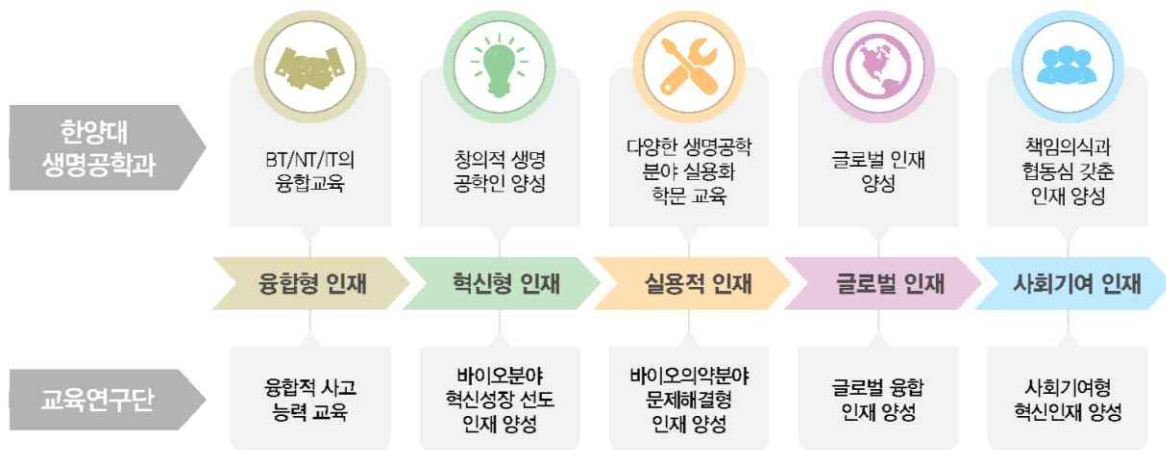 한양대
생명공학과
BT/NT/IT의
융합교육
창의적 생명
공학인 양성
다양한 생명공학
분야 실용화
학문 교육
글로벌 인재
양성
책임의식과
협동심 갖춘
인재 양성
융합형 인재
혁신형 인재
실용적 인재
글로벌 인재
사회기여 인재
교육연구단
융합적 사고
능력 교육
바이오분야
혁신성장 선도
인재 양성
바이오의약분야
문제해결형
인재 양성
글로벌 융합
인재 양성
사회기여형
혁신인재 양성